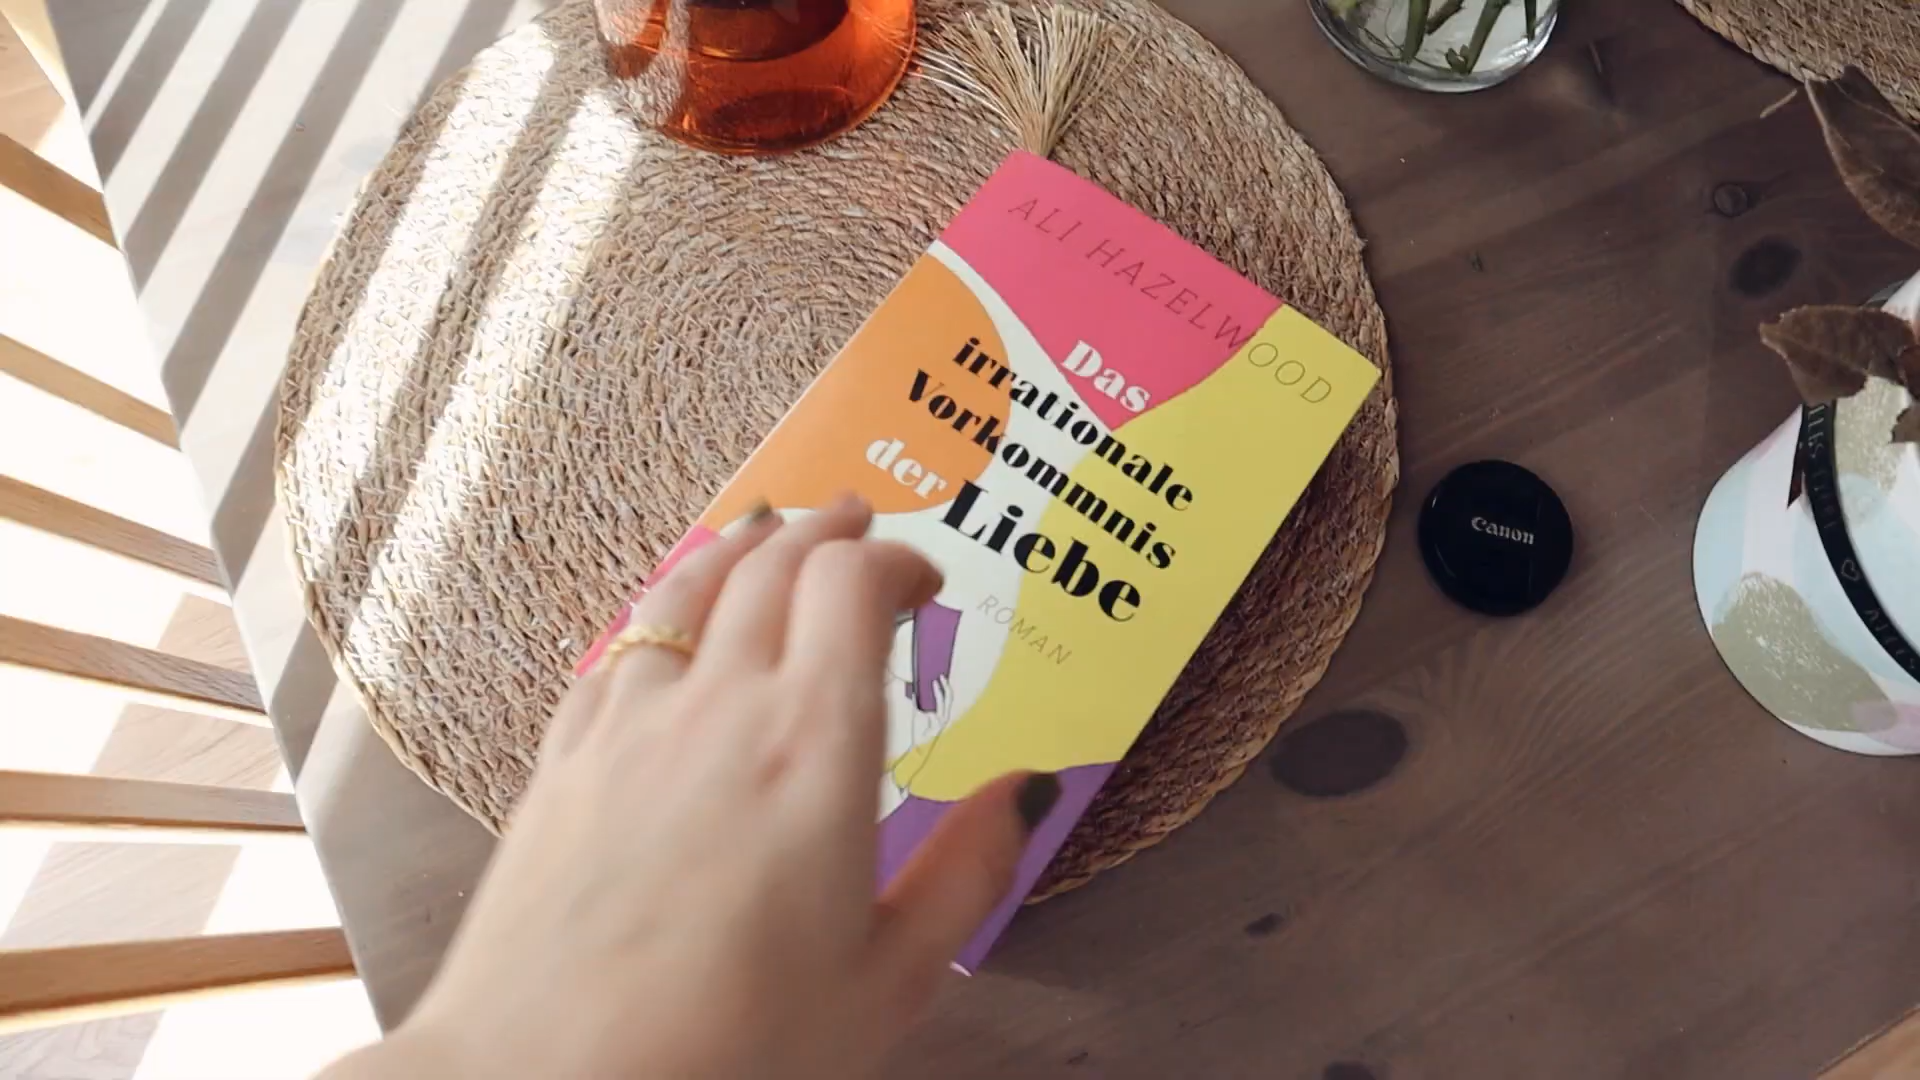 ALI HAZELWOOD
Das
irrationale
Vorkommnis
der Liebe
ROMAN
Canon